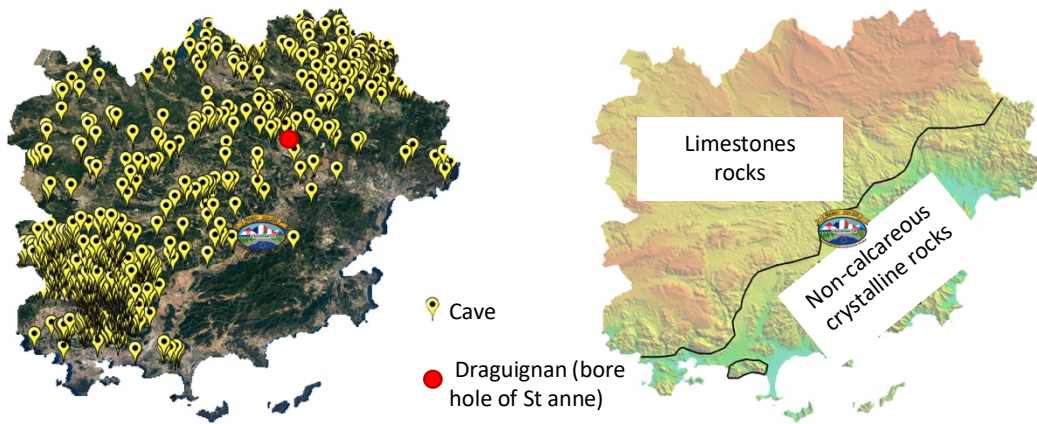 Limestones
rocks
Non-calcareous
crystalline rocks
Cave
Draguignan (bore
hole of St anne)